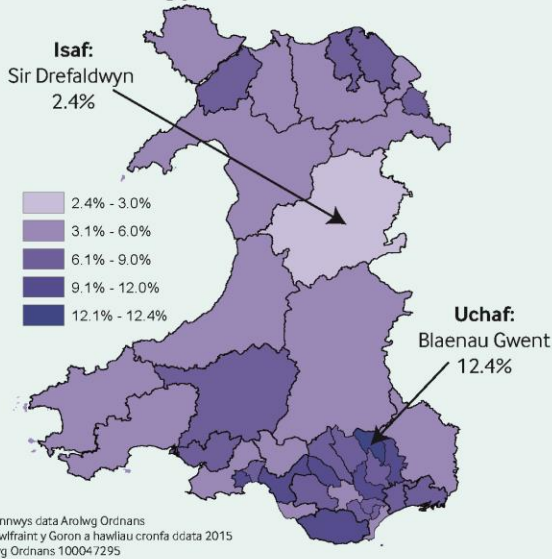 Isaf:
Sir Drefaldwyn
2.4%
2.4% - 3.0%
3.1% - 6.0%
6.1% - 9.0%
9.1% - 12.0%
12.1% - 12.4%
Uchaf:
Blaenau Gwent
12.4%
data Arolwg Ordnans
y Goron a hawliau cronfa ddata 2015
Ordnans 100047295